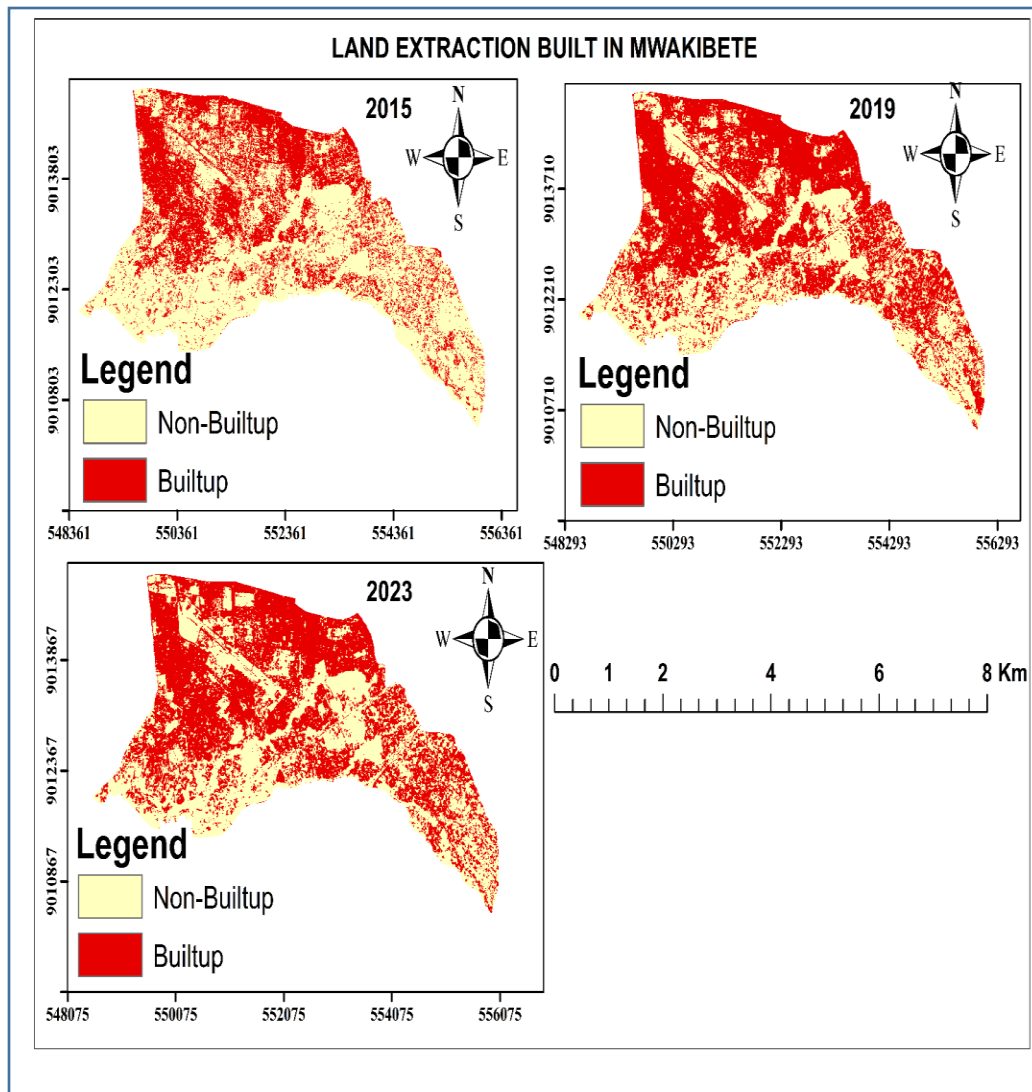 LAND EXTRACTION BUILT IN MWAKIBETE
2015
N
W E
S
9013803
9012303
9010803
Legend
Non-Builtup
Builtup
548361 550361 552361 554361 556361
2019
N
W E
S
9013710
9012210
9010710
Legend
Non-Builtup
Builtup
548293 550293 552293 554293 556293
2023
N
W E
S
9013867
9012367
9010867
Legend
Non-Builtup
Builtup
548075 550075 552075 554075 556075
0 1 2 4 6 8 Km